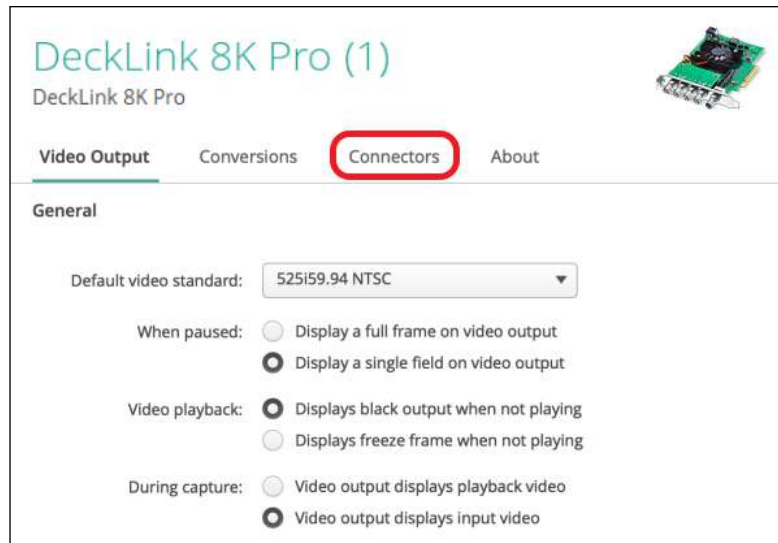 DeckLink 8K Pro (1)
DeckLink 8K Pro
Video Output Conversions Connectors About
General
Default video standard: 525i59.94 NTSC
When paused: Display a full frame on video output
Display a single field on video output
Video playback: Displays black output when not playing
Displays freeze frame when not playing
During capture: Video output displays playback video
Video output displays input video